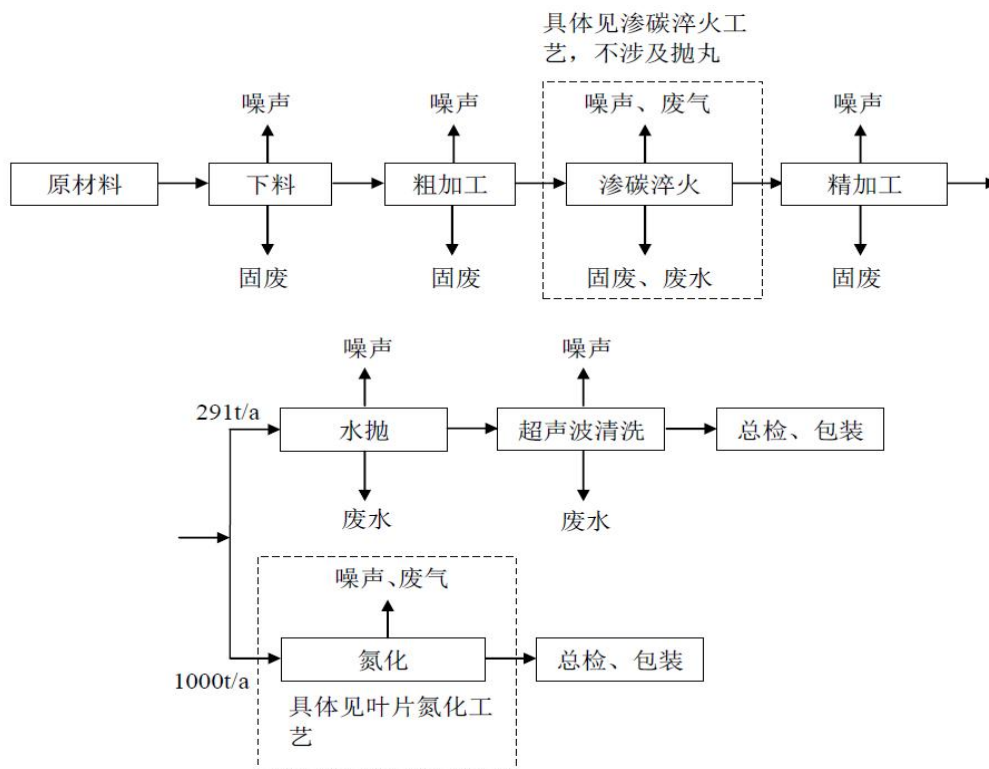 具体见渗碳淬火工
艺，不涉及抛丸
噪声
噪声
噪声、废气
噪声
原材料
下料
粗加工
渗碳淬火
精加工
固废
固废
固废、废水
固废
噪声
噪声
291t/a
水抛
超声波清洗
总检、包装
废水
废水
噪声、废气
氮化
总检、包装
1000t/a
具体见叶片氮化工
艺